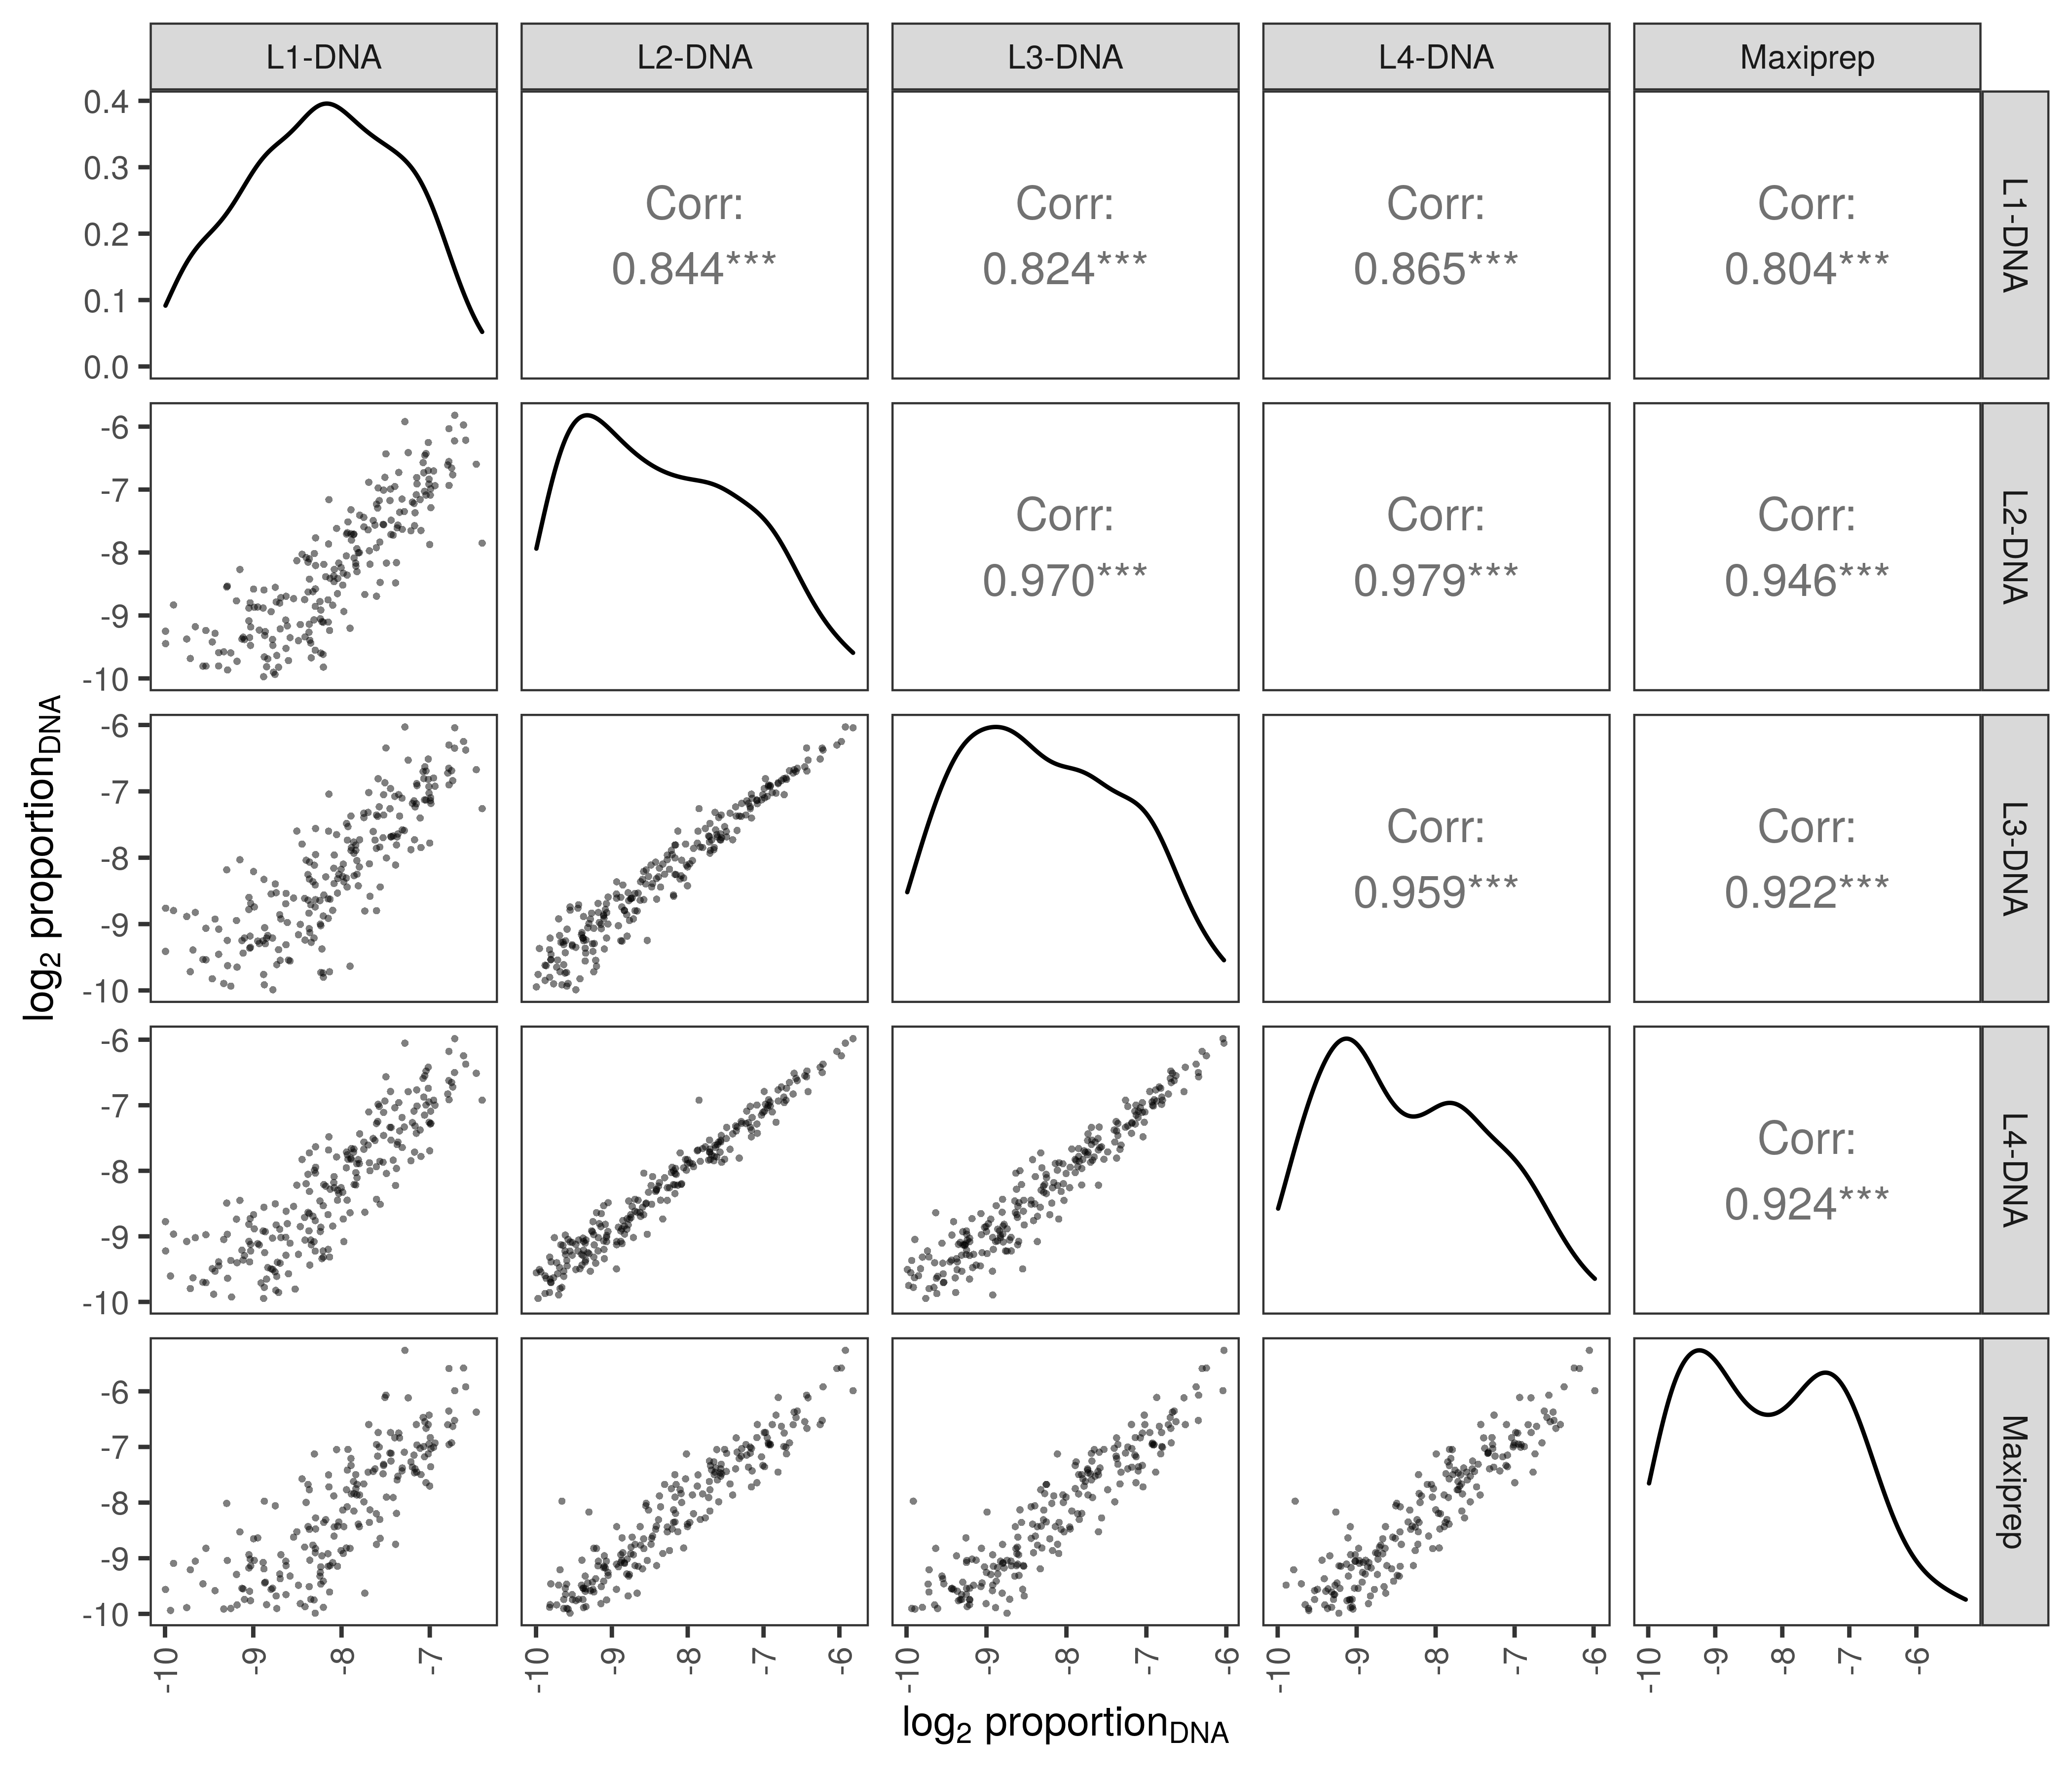 L1-DNA L2-DNA L3-DNA L4-DNA Maxiprep
0.4
0.3
0.2
0.1
0.0
Corr:
0.844***
Corr:
0.824***
Corr:
0.865***
Corr:
0.804***
L1-DNA
-6
-7
-8
-9
-10
Corr:
0.970***
Corr:
0.979***
Corr:
0.946***
L2-DNA
log2 proportionDNA
-6
-7
-8
-9
-10
Corr:
0.959***
Corr:
0.922***
L3-DNA
-6
-7
-8
-9
-10
Corr:
0.924***
L4-DNA
-6
-7
-8
-9
-10
Maxiprep
-10 -9 -8 -7 -10 -9 -8 -7 -6 -10 -9 -8 -7 -6 -10 -9 -8 -7 -6 -10 -9 -8 -7 -6
log2 proportionDNA